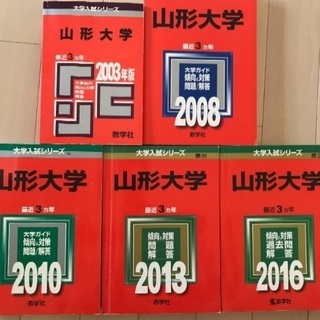 大学入試シリーズ
山形大学
最近3ヵ年
2003年版
教学社
山形大学
最近3ヵ年
大学ガイド
傾向と対策
問題/解答
2008
教学社
大学入試シリーズ
山形大学
最近3ヵ年
大学ガイド
傾向と対策
問題/解答
2010
教学社
大学入試シリーズ
山形大学
最近3ヵ年
傾向と対策
問題
解答
2013
教学社
大学入試シリーズ
山形大学
最近3ヵ年
傾向と対策
過去問
解答
2016
教学社